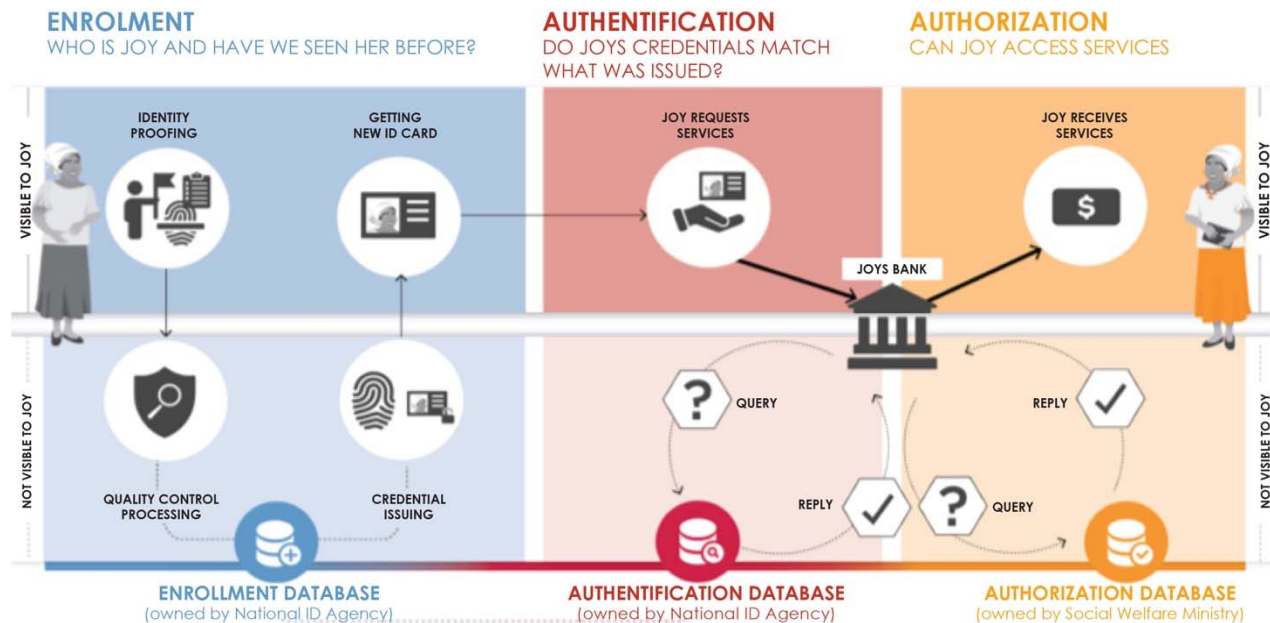 ENROLMENT
WHO IS JOY AND HAVE WE SEEN HER BEFORE?
AUTHENTIFICATION
DO JOYS CREDENTIALS MATCH
WHAT WAS ISSUED?
AUTHORIZATION
CAN JOY ACCESS SERVICES
VISIBLE TO JOY
IDENTITY
PROOFING
GETTING
NEW ID CARD
JOY REQUESTS
SERVICES
JOY RECEIVES
SERVICES
$
VISIBLE TO JOY
JOYS BANK
NOT VISIBLE TO JOY
QUALITY CONTROL
PROCESSING
CREDENTIAL
ISSUING
?
QUERY
REPLY
?
QUERY
REPLY
NOT VISIBLE TO JOY
ENROLLMENT DATABASE
(owned by National ID Agency)
AUTHENTIFICATION DATABASE
(owned by National ID Agency)
AUTHORIZATION DATABASE
(owned by Social Welfare Ministry)